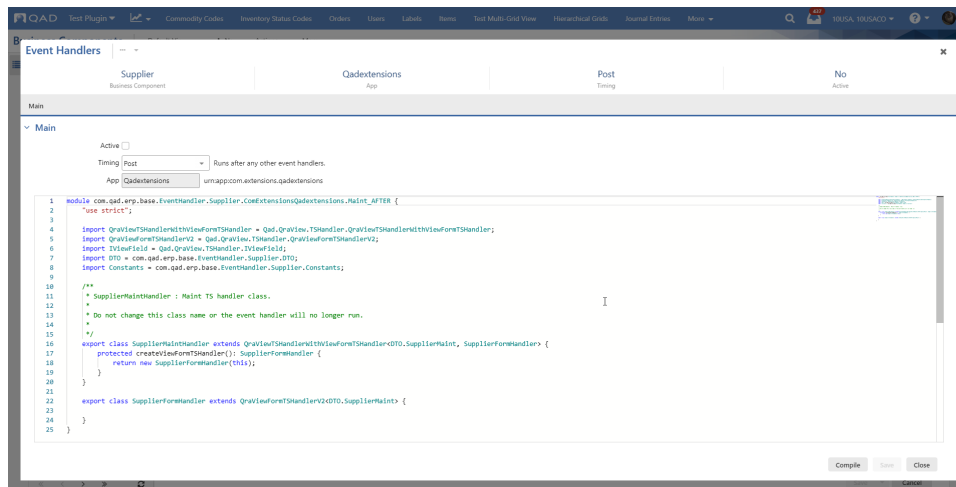 QAD Test Plugin Commodity Codes Inventory Status Codes Orders Users Labels Items Test Multi-Grid View Hierarchical Grids Journal Entries More 437 10USA, 10USACO
Event Handlers
Supplier Qadextensions Post No
Business Component App Timing Active
Main
Main
Active
Timing Post Runs after any other event handlers.
App Qadextensions urn:app:com.extensions.qadextensions
1 module com.qad.erp.base.EventHandler.Supplier.ComExtensionsQadextensions.Maint_AFTER {
2 "use strict";
3
4 import QraViewTSHandlerWithViewFormTSHandler = Qad.QraView.TSHandler.QraViewTSHandlerWithViewFormTSHandler;
5 import QraViewFormTSHandlerV2 = Qad.QraView.TSHandler.QraViewFormTSHandlerV2;
6 import IViewField = Qad.QraView.TSHandler.IViewField;
7 import DTO = com.qad.erp.base.EventHandler.Supplier.DTO;
8 import Constants = com.qad.erp.base.EventHandler.Supplier.Constants;
9
10 /**
11 * SupplierMaintHandler : Maint TS handler class.
12 *
13 * Do not change this class name or the event handler will no longer run.
14 *
15 */
16 export class SupplierMaintHandler extends QraViewTSHandlerWithViewFormTSHandler<DTO.SupplierMaint, SupplierFormHandler> {
17 protected createViewFormTSHandler(): SupplierFormHandler {
18 return new SupplierFormHandler(this);
19 }
20 }
21
22 export class SupplierFormHandler extends QraViewFormTSHandlerV2<DTO.SupplierMaint> {
23
24 }
25 }
Compile Save Close
Cancel